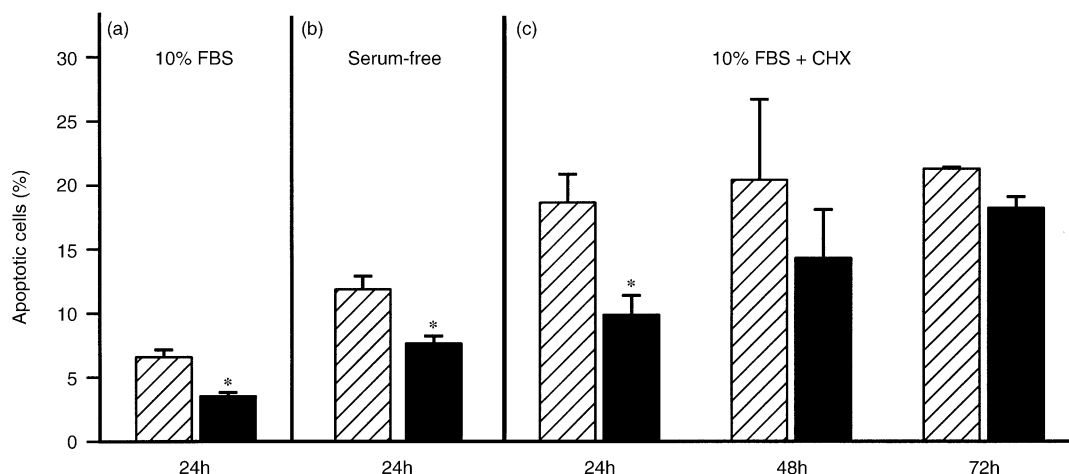 (a) (b) (c)
10% FBS Serum-free 10% FBS + CHX
Apoptotic cells (%)
30
25
20
15
10
5
0
* * *
24h 24h 24h 48h 72h